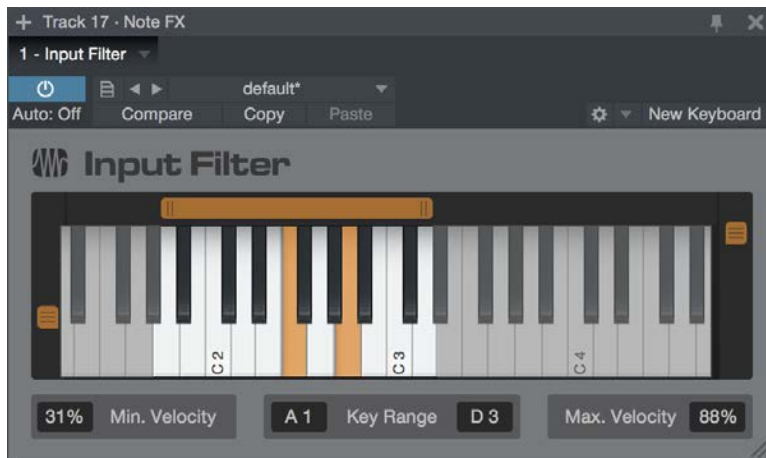 Track 17 - Note FX
1 - Input Filter
default*
Auto: Off Compare Copy Paste New Keyboard
Input Filter
C 2 C 3 C 4
31% Min. Velocity A 1 Key Range D 3 Max. Velocity 88%